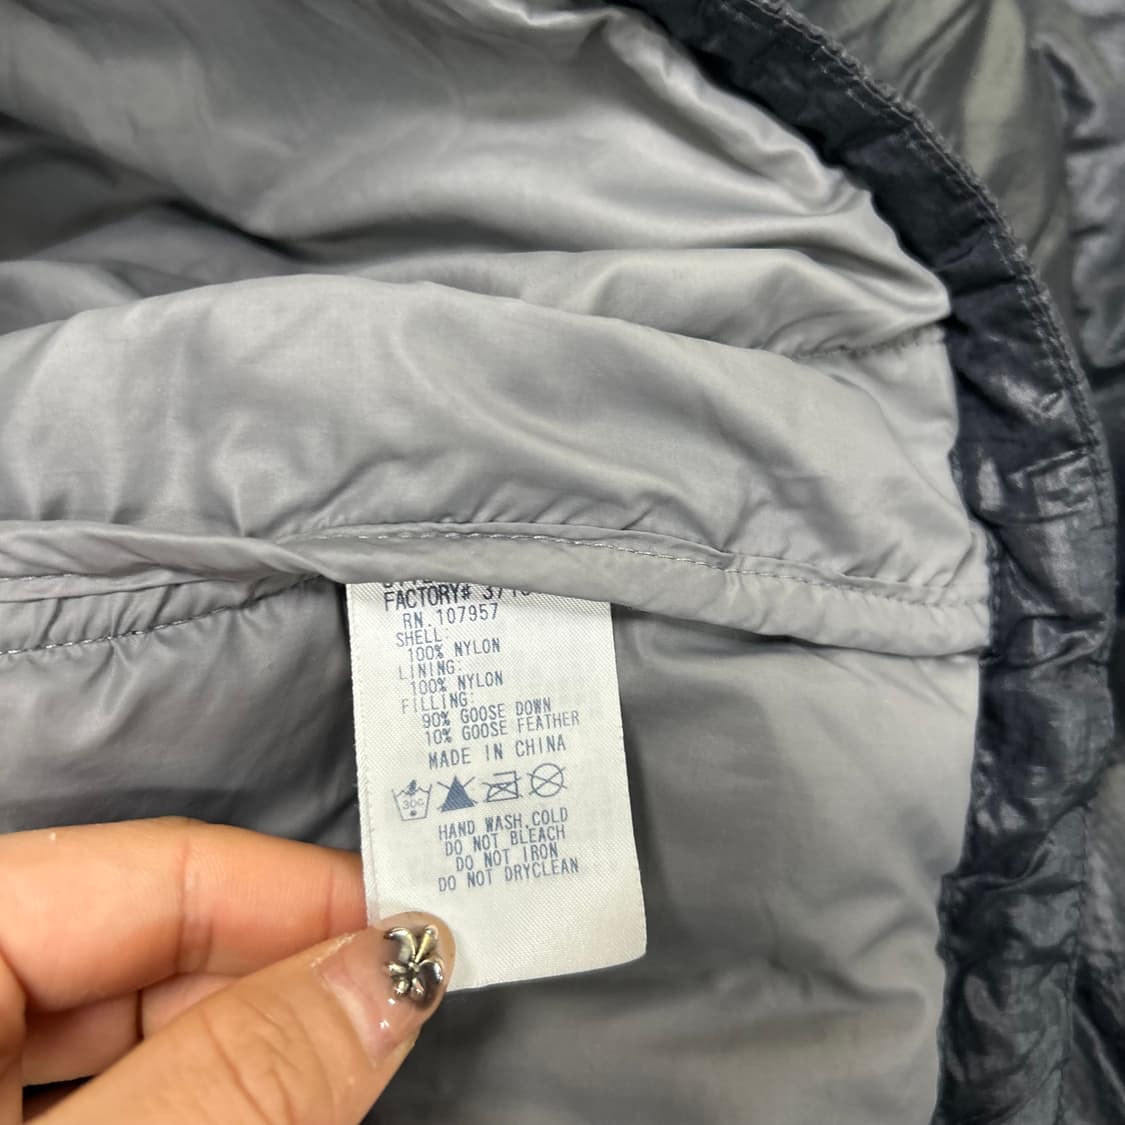 FACTORY#
RN.107957
SHELL:
100% NYLON
LINING:
100% NYLON
FILLING:
90% GOOSE DOWN
10% GOOSE FEATHER
MADE IN CHINA
30C
HAND WASH,COLD
DO NOT BLEACH
DO NOT IRON
DO NOT DRYCLEAN